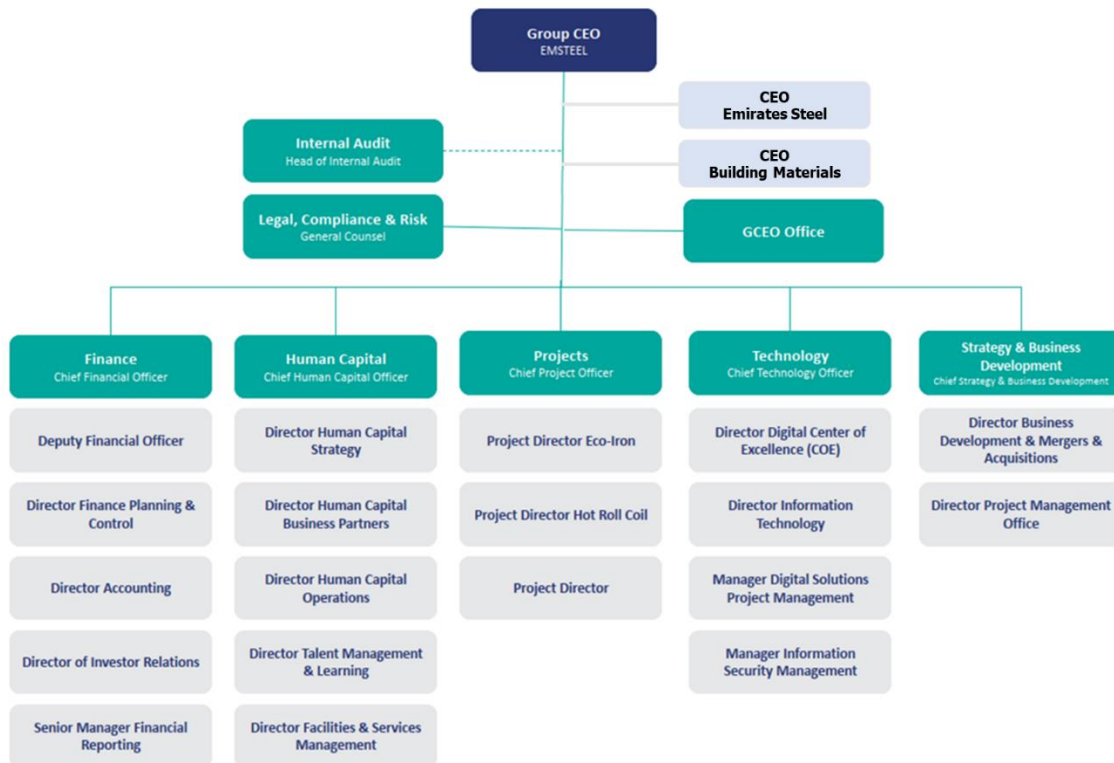 Group CEO
EMSTEEL
CEO
Emirates Steel
Internal Audit
Head of Internal Audit
CEO
Building Materials
Legal, Compliance & Risk
General Counsel
GCEO Office
Finance
Chief Financial Officer
Human Capital
Chief Human Capital Officer
Projects
Chief Project Officer
Technology
Chief Technology Officer
Strategy & Business
Development
Chief Strategy & Business Development
Deputy Financial Officer
Director Finance Planning &
Control
Director Accounting
Director of Investor Relations
Senior Manager Financial
Reporting
Director Human Capital
Strategy
Director Human Capital
Business Partners
Director Human Capital
Operations
Director Talent Management
& Learning
Director Facilities & Services
Management
Project Director Eco-Iron
Project Director Hot Roll Coil
Project Director
Director Digital Center of
Excellence (COE)
Director Information
Technology
Manager Digital Solutions
Project Management
Manager Information
Security Management
Director Business
Development & Mergers &
Acquisitions
Director Project Management
Office